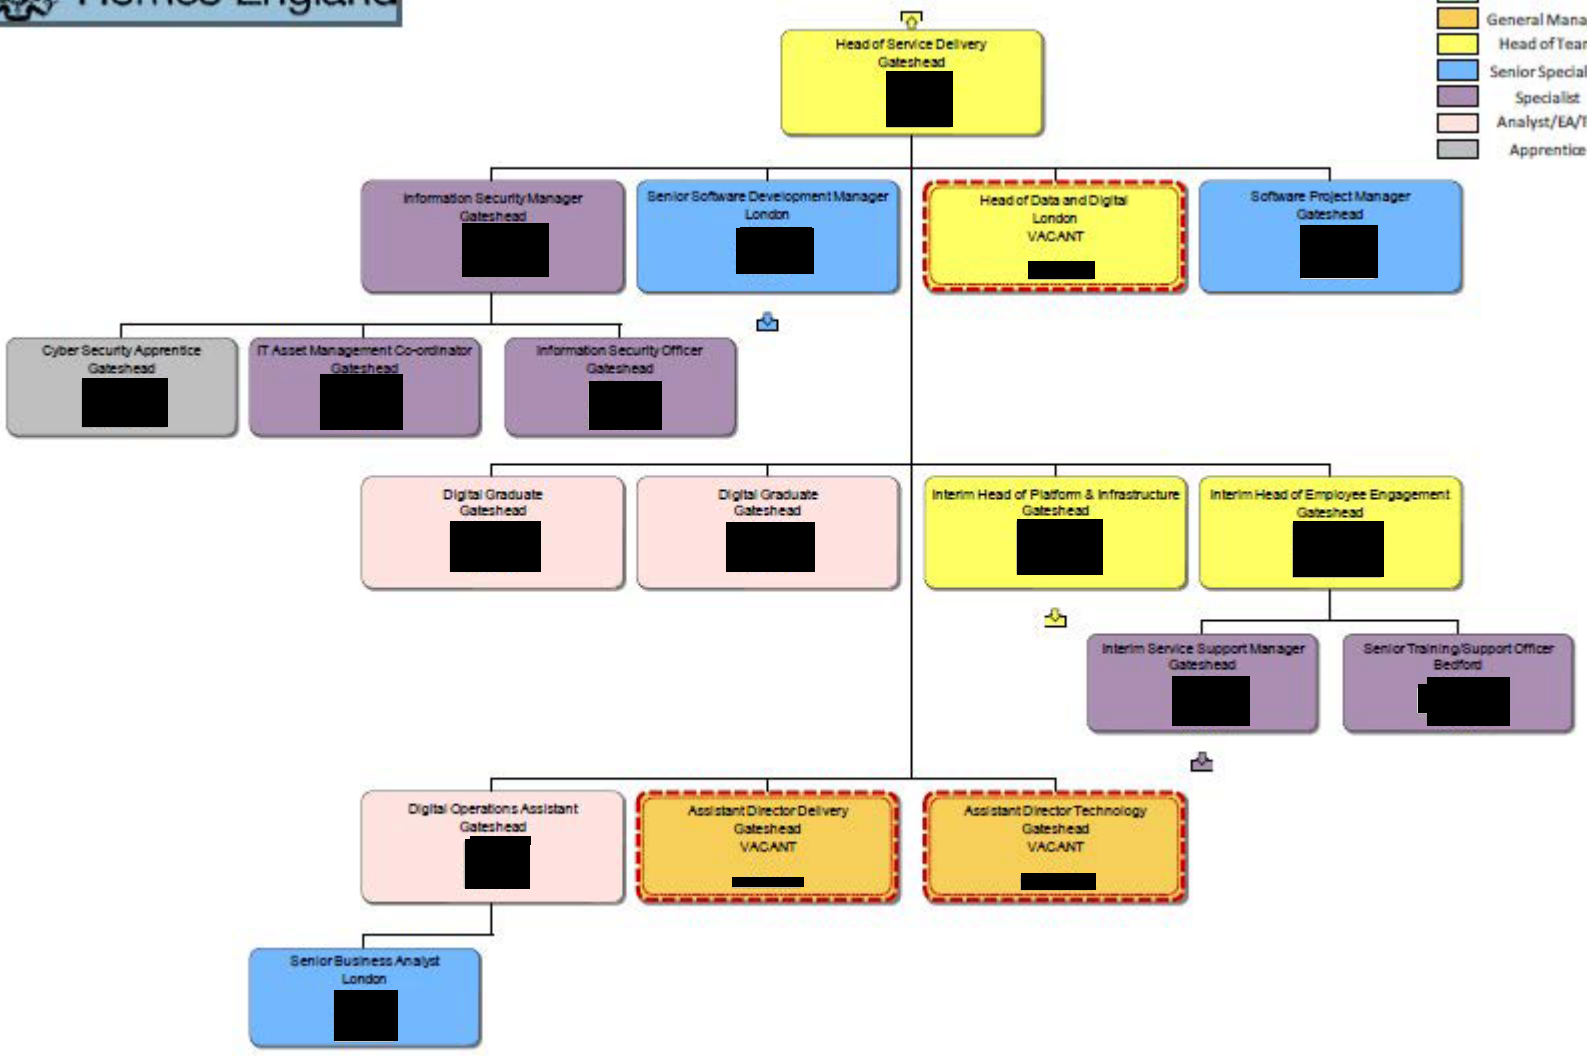 Homes England
General Mana
Head of Tear
Senior Special
Specialist
Analyst/EA/T
Apprentice
Head of Service Delivery
Gateshead
Information Security Manager
Gateshead
Senior Software Development Manager
London
Head of Data and Digital
London
VACANT
Software Project Manager
Gateshead
Cyber Security Apprentice
Gateshead
IT Asset Management Co-ordinator
Gateshead
Information Security Officer
Gateshead
Digital Graduate
Gateshead
Digital Graduate
Gateshead
Interim Head of Platform & Infrastructure
Gateshead
Interim Head of Employee Engagement
Gateshead
Interim Service Support Manager
Gateshead
Senior Training/Support Officer
Bedford
Digital Operations Assistant
Gateshead
Assistant Director Delivery
Gateshead
VACANT
Assistant Director Technology
Gateshead
VACANT
Senior Business Analyst
London